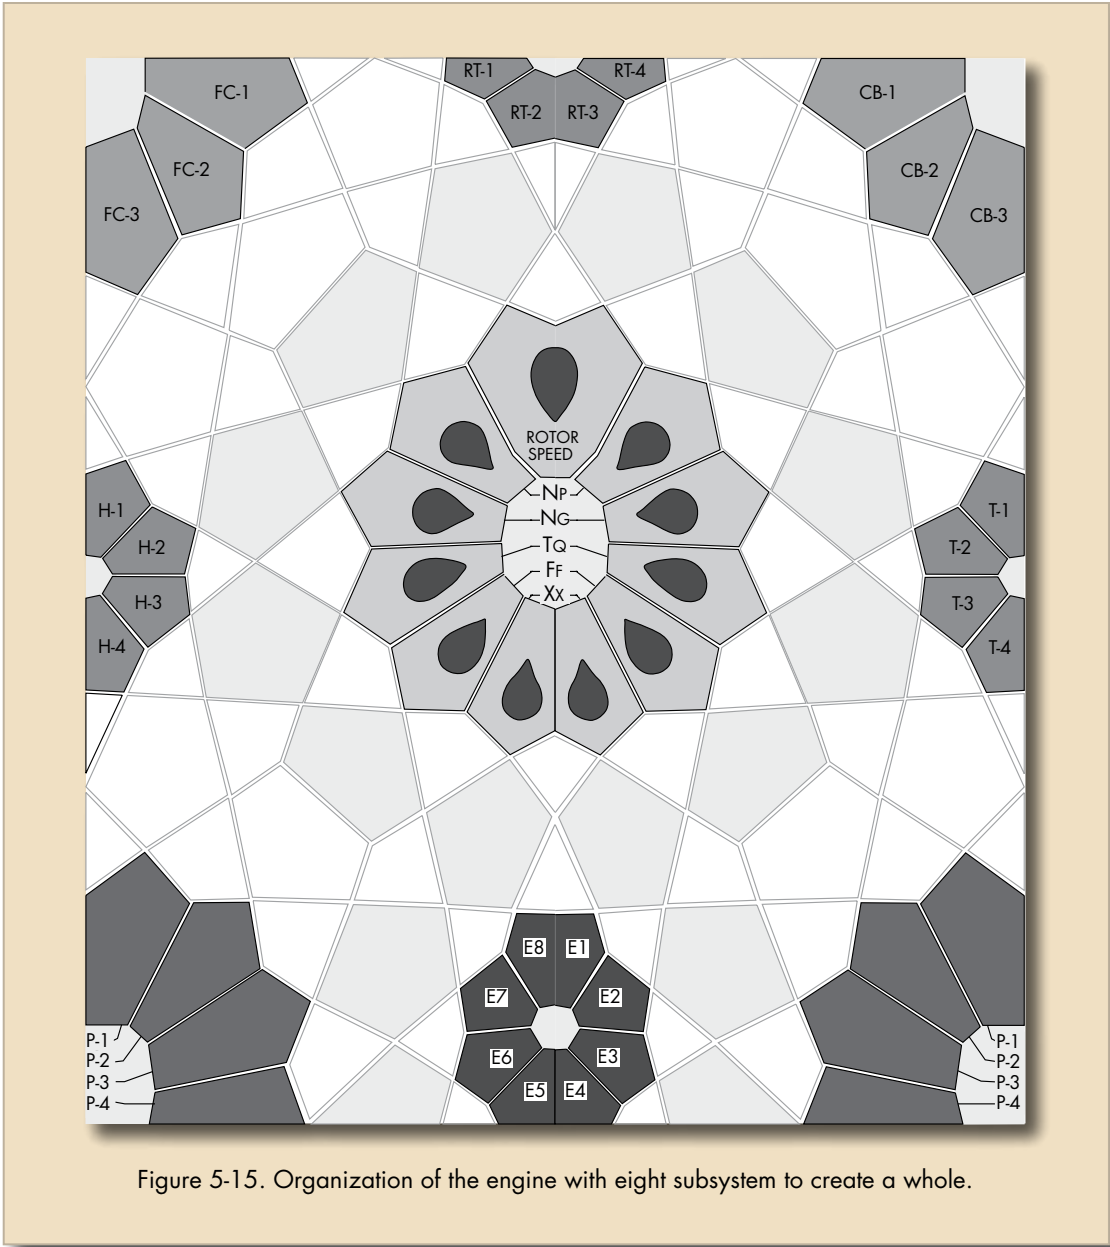 RT-1
RT-4
FC-1
CB-1
RT-2
RT-3
FC-2
CB-2
FC-3
CB-3
ROTOR
SPEED
NP
H-1
T-1
NG
H-2
T-2
TQ
FF
XX
H-3
T-3
H-4
T-4
E8
E1
E7
E2
P-1
P-1
E6
E3
P-2
P-2
P-3
P-3
E5
E4
P-4
P-4
Figure 5-15. Organization of the engine with eight subsystem to create a whole.